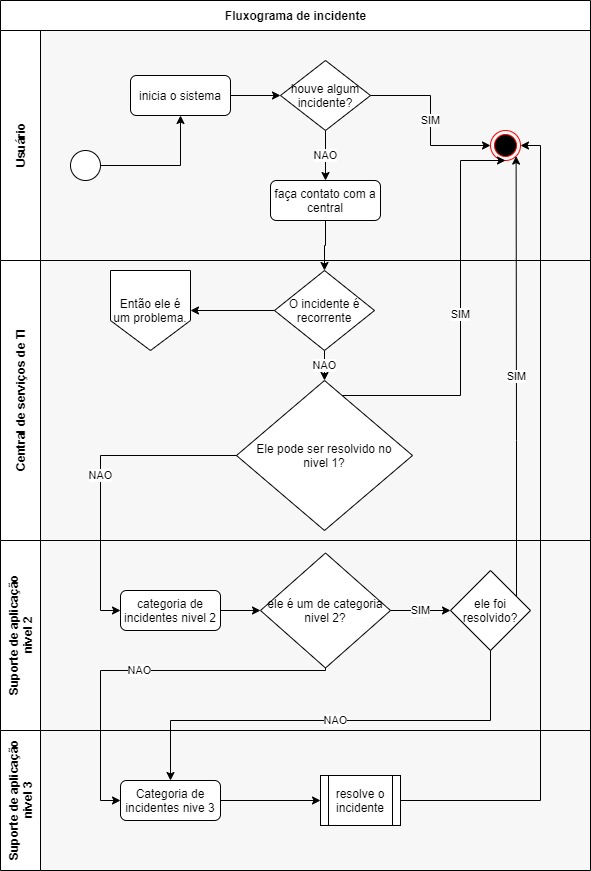 Fluxograma de incidente
Usuário
inicia o sistema
houve algum
incidente?
SIM
NAO
faça contato com a
central
Central de serviços de TI
Então ele é
um problema.
O incidente é
recorrente
SIM
NAO
SIM
Ele pode ser resolvido no
nivel 1?
NAO
Suporte de aplicação
nivel 2
categoria de
incidentes nivel 2
ele é um de categoria
nivel 2?
SIM
ele foi
resolvido?
NAO
NAO
Suporte de aplicação
nivel 3
Categoria de
incidentes nive 3
resolve o
incidente